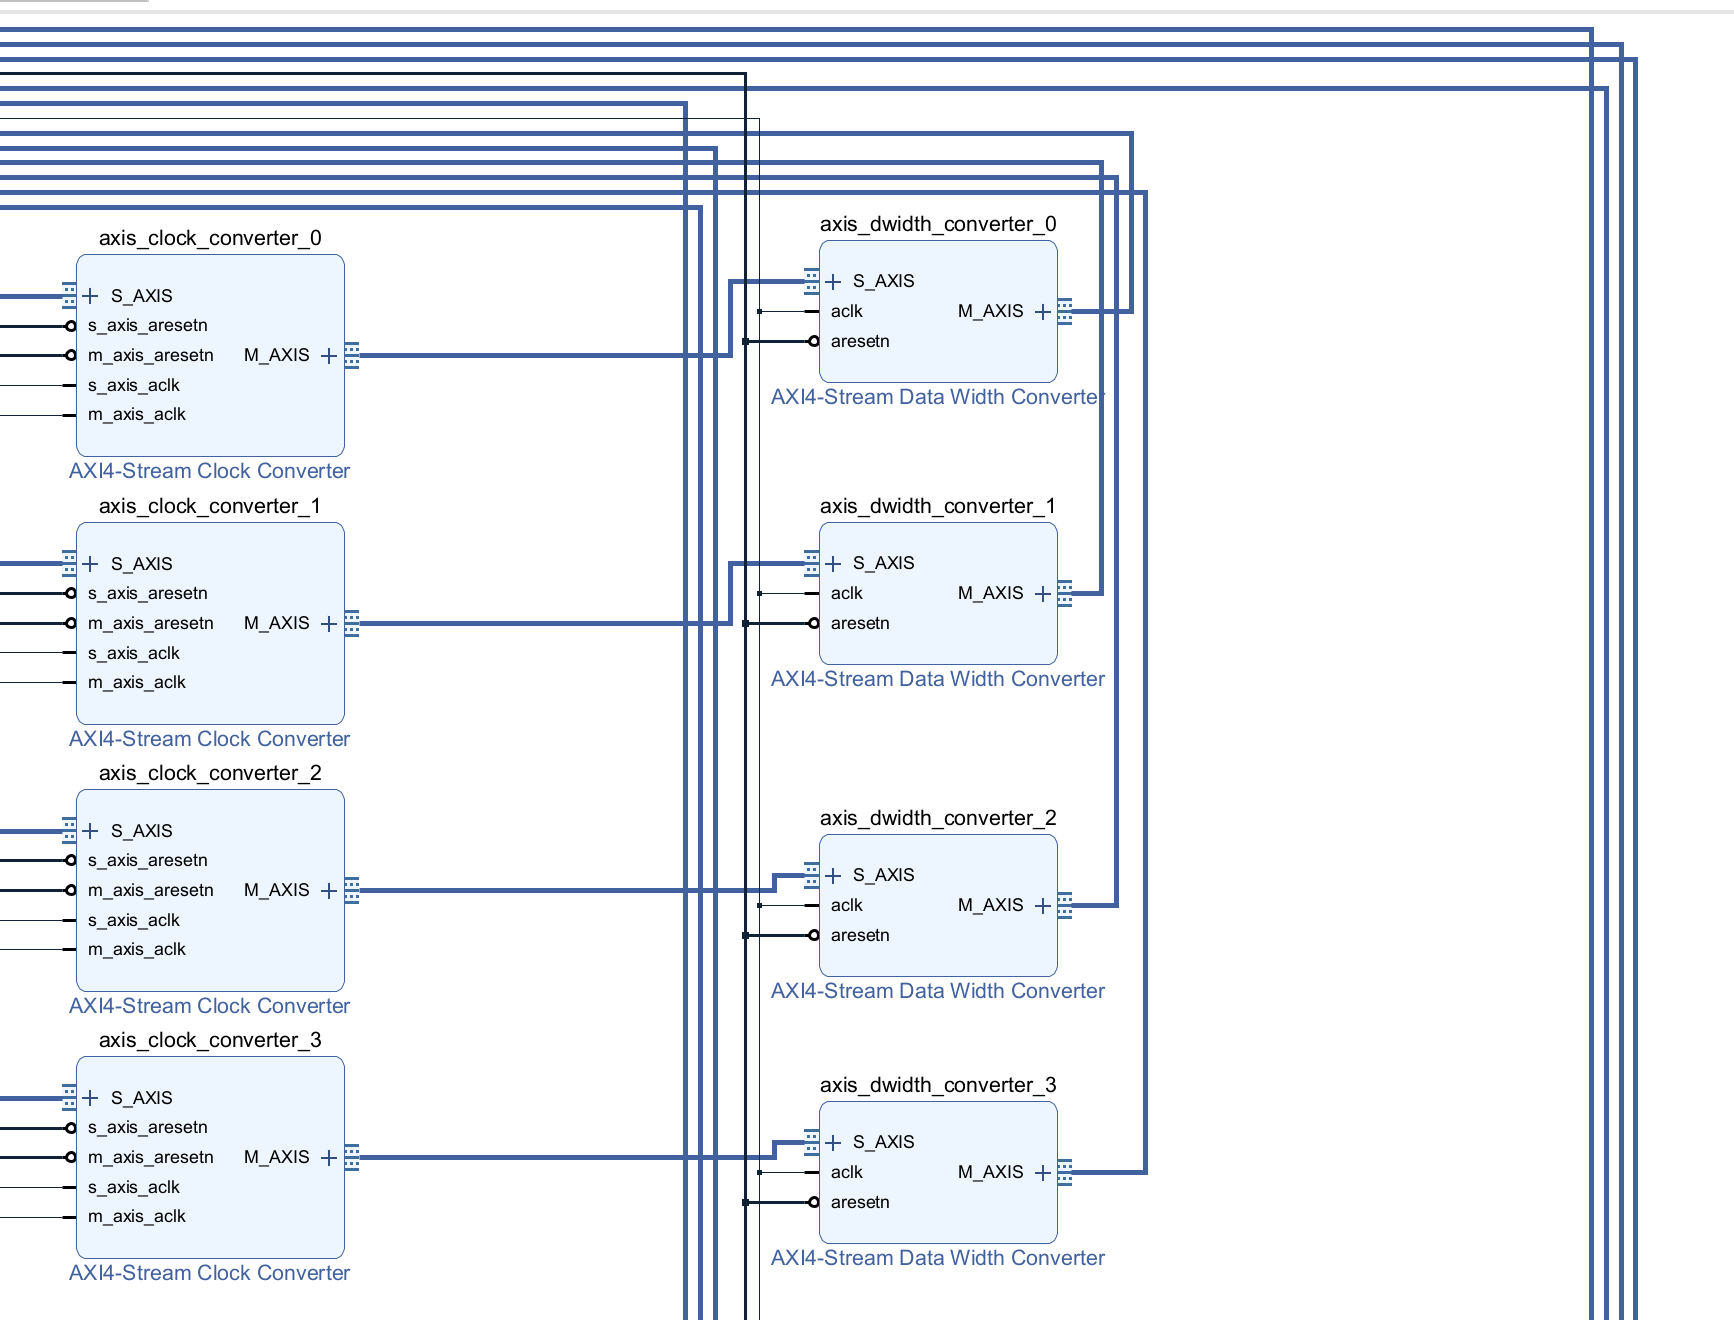 axis_clock_converter_0
S_AXIS
s_axis_aresetn
m_axis_aresetn M_AXIS
s_axis_aclk
m_axis_aclk
AXI4-Stream Clock Converter
axis_clock_converter_1
S_AXIS
s_axis_aresetn
m_axis_aresetn M_AXIS
s_axis_aclk
m_axis_aclk
AXI4-Stream Clock Converter
axis_clock_converter_2
S_AXIS
s_axis_aresetn
m_axis_aresetn M_AXIS
s_axis_aclk
m_axis_aclk
AXI4-Stream Clock Converter
axis_clock_converter_3
S_AXIS
s_axis_aresetn
m_axis_aresetn M_AXIS
s_axis_aclk
m_axis_aclk
AXI4-Stream Clock Converter
axis_dwidth_converter_0
S_AXIS
aclk M_AXIS
aresetn
AXI4-Stream Data Width Converter
axis_dwidth_converter_1
S_AXIS
aclk M_AXIS
aresetn
AXI4-Stream Data Width Converter
axis_dwidth_converter_2
S_AXIS
aclk M_AXIS
aresetn
AXI4-Stream Data Width Converter
axis_dwidth_converter_3
S_AXIS
aclk M_AXIS
aresetn
AXI4-Stream Data Width Converter